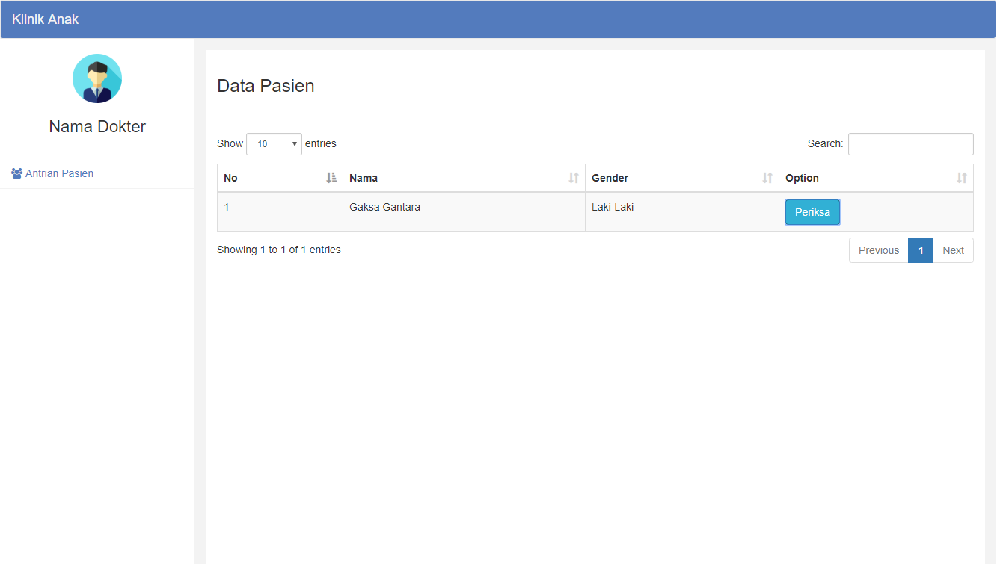 Klinik Anak
Nama Dokter
Antrian Pasien
Data Pasien
Show 10 entries
Search:
No Nama Gender Option
1 Gaksa Gantara Laki-Laki Periksa
Showing 1 to 1 of 1 entries
Previous 1 Next